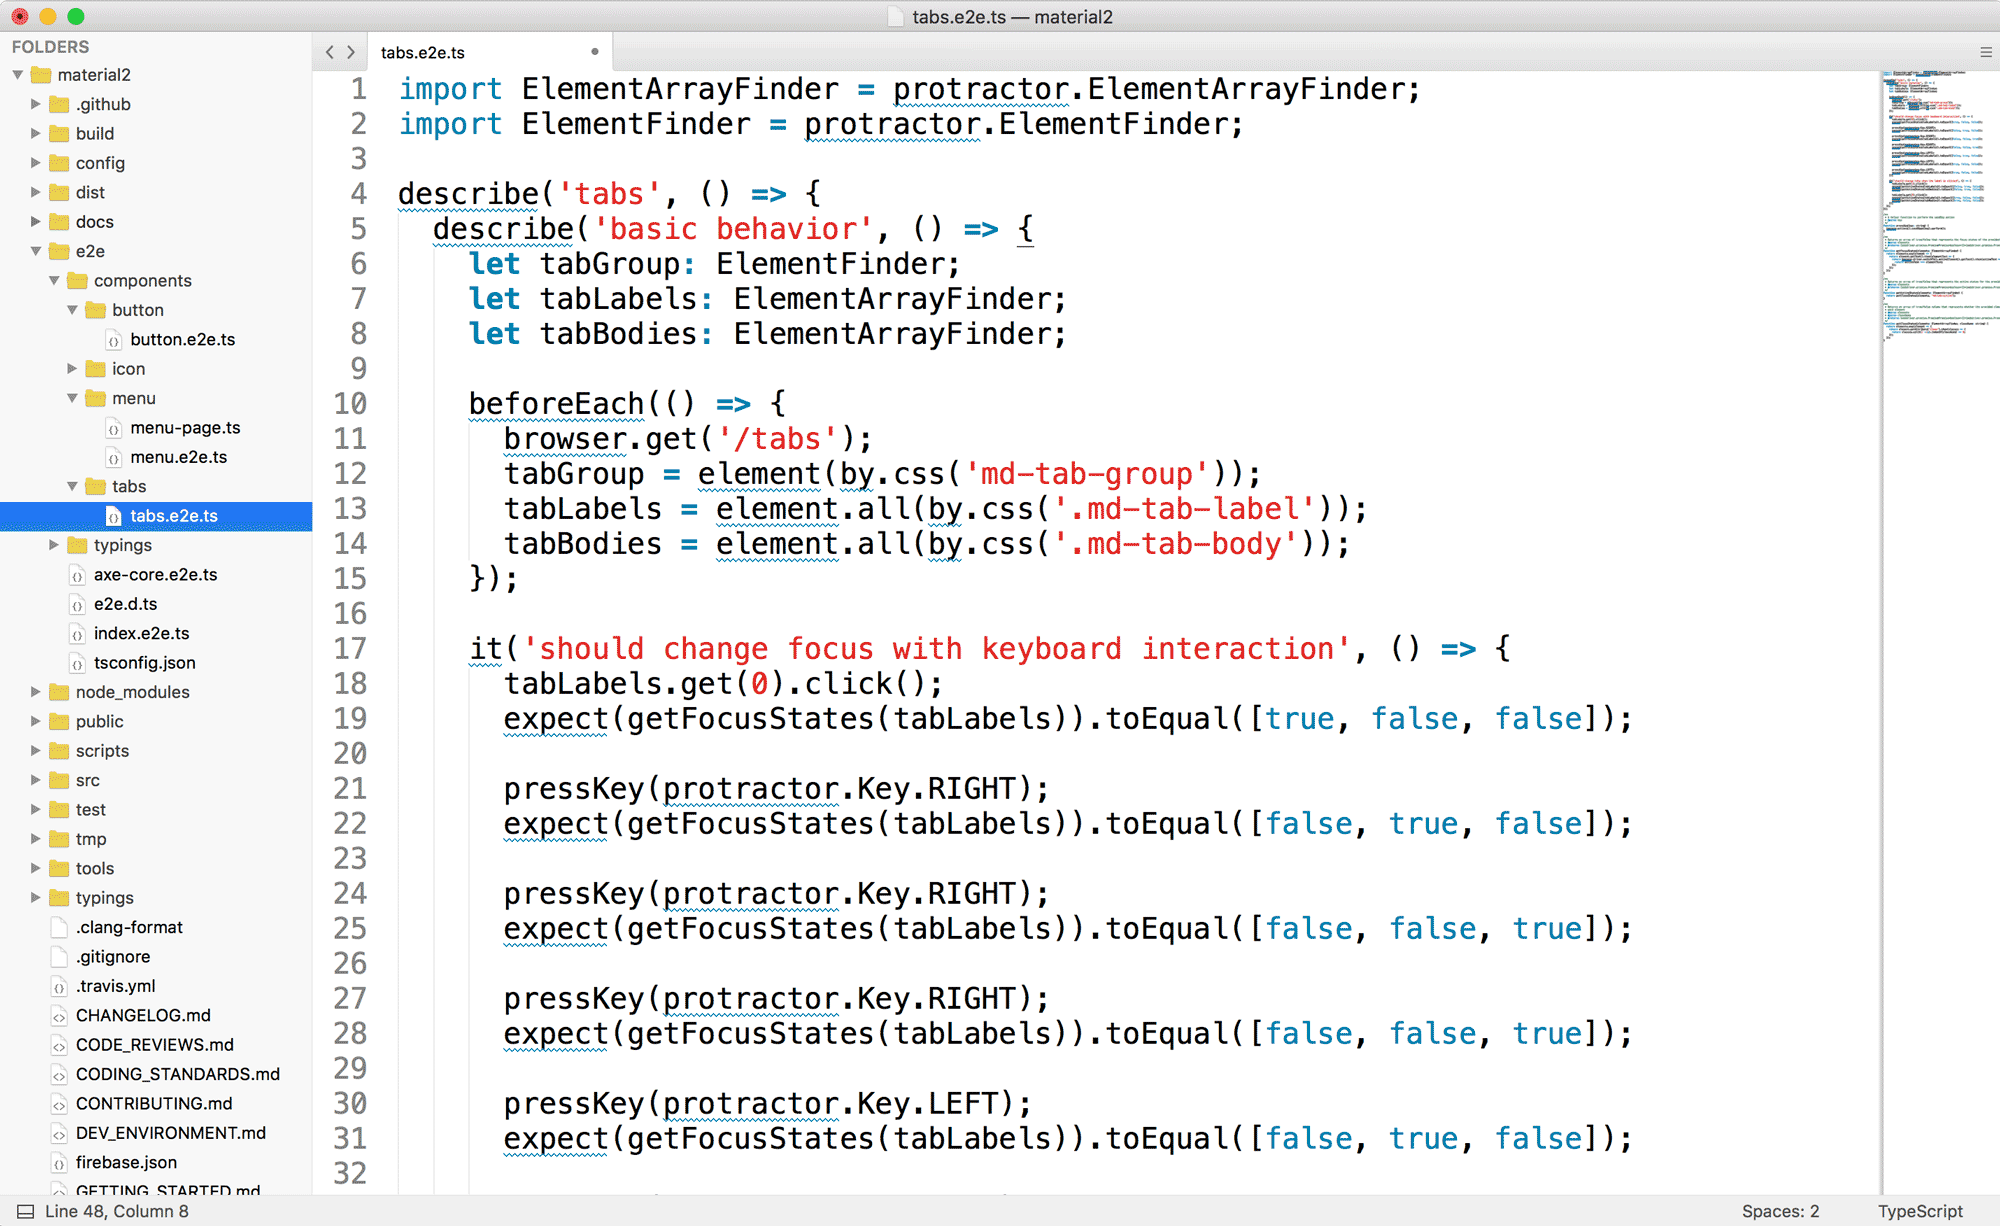 tabs.e2e.ts — material2
FOLDERS
material2
.github
build
config
dist
docs
e2e
components
button
button.e2e.ts
icon
menu
menu-page.ts
menu.e2e.ts
tabs
tabs.e2e.ts
typings
axe-core.e2e.ts
e2e.d.ts
index.e2e.ts
tsconfig.json
node_modules
public
scripts
src
test
tmp
tools
typings
.clang-format
.gitignore
.travis.yml
CHANGELOG.md
CODE_REVIEWS.md
CODING_STANDARDS.md
CONTRIBUTING.md
DEV_ENVIRONMENT.md
firebase.json
GETTING_STARTED.md
tabs.e2e.ts
1 import ElementArrayFinder = protractor.ElementArrayFinder;
2 import ElementFinder = protractor.ElementFinder;
3
4 describe('tabs', () => {
5 describe('basic behavior', () => {
6 let tabGroup: ElementFinder;
7 let tabLabels: ElementArrayFinder;
8 let tabBodies: ElementArrayFinder;
9
10 beforeEach(() => {
11 browser.get('/tabs');
12 tabGroup = element(by.css('md-tab-group'));
13 tabLabels = element.all(by.css('.md-tab-label'));
14 tabBodies = element.all(by.css('.md-tab-body'));
15 });
16
17 it('should change focus with keyboard interaction', () => {
18 tabLabels.get(0).click();
19 expect(getFocusStates(tabLabels)).toEqual([true, false, false]);
20
21 pressKey(protractor.Key.RIGHT);
22 expect(getFocusStates(tabLabels)).toEqual([false, true, false]);
23
24 pressKey(protractor.Key.RIGHT);
25 expect(getFocusStates(tabLabels)).toEqual([false, false, true]);
26
27 pressKey(protractor.Key.RIGHT);
28 expect(getFocusStates(tabLabels)).toEqual([false, false, true]);
29
30 pressKey(protractor.Key.LEFT);
31 expect(getFocusStates(tabLabels)).toEqual([false, true, false]);
32
Line 48, Column 8
Spaces: 2
TypeScript